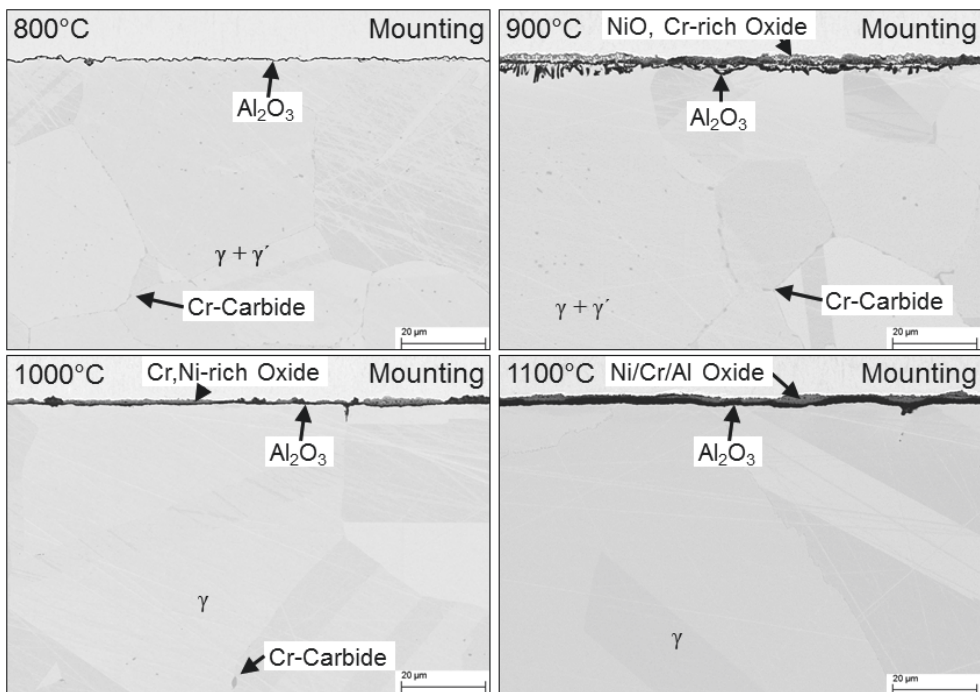 800°C
Mounting
Al₂O₃
γ + γ´
Cr-Carbide
20 µm
900°C
NiO, Cr-rich Oxide
Mounting
Al₂O₃
Cr-Carbide
γ + γ´
20 µm
1000°C
Cr,Ni-rich Oxide
Mounting
Al₂O₃
γ
Cr-Carbide
20 µm
1100°C
Ni/Cr/Al Oxide
Mounting
Al₂O₃
γ
20 µm